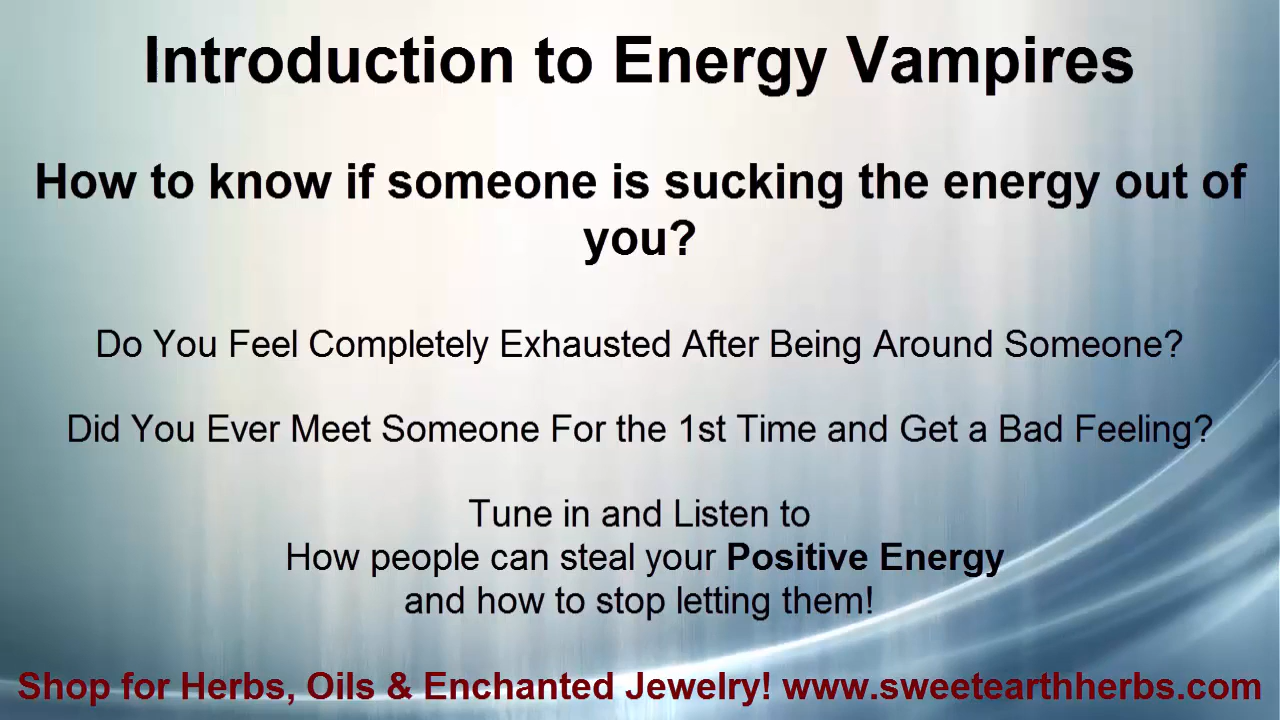 Introduction to Energy Vampires
How to know if someone is sucking the energy out of
you?
Do You Feel Completely Exhausted After Being Around Someone?
Did You Ever Meet Someone For the 1st Time and Get a Bad Feeling?
Tune in and Listen to
How people can steal your Positive Energy
and how to stop letting them!
Shop for Herbs, Oils & Enchanted Jewelry! www.sweetearthherbs.com